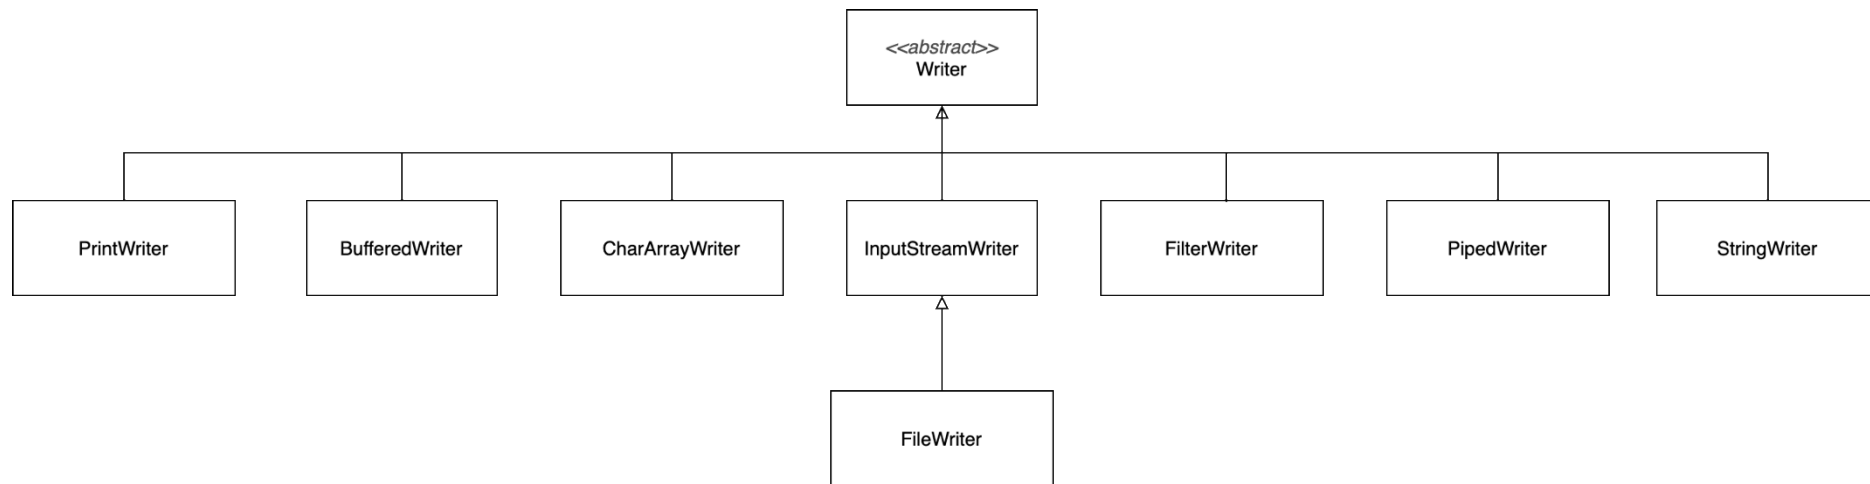 <<abstract>>
Writer
PrintWriter
BufferedWriter
CharArrayWriter
InputStreamWriter
FilterWriter
PipedWriter
StringWriter
FileWriter